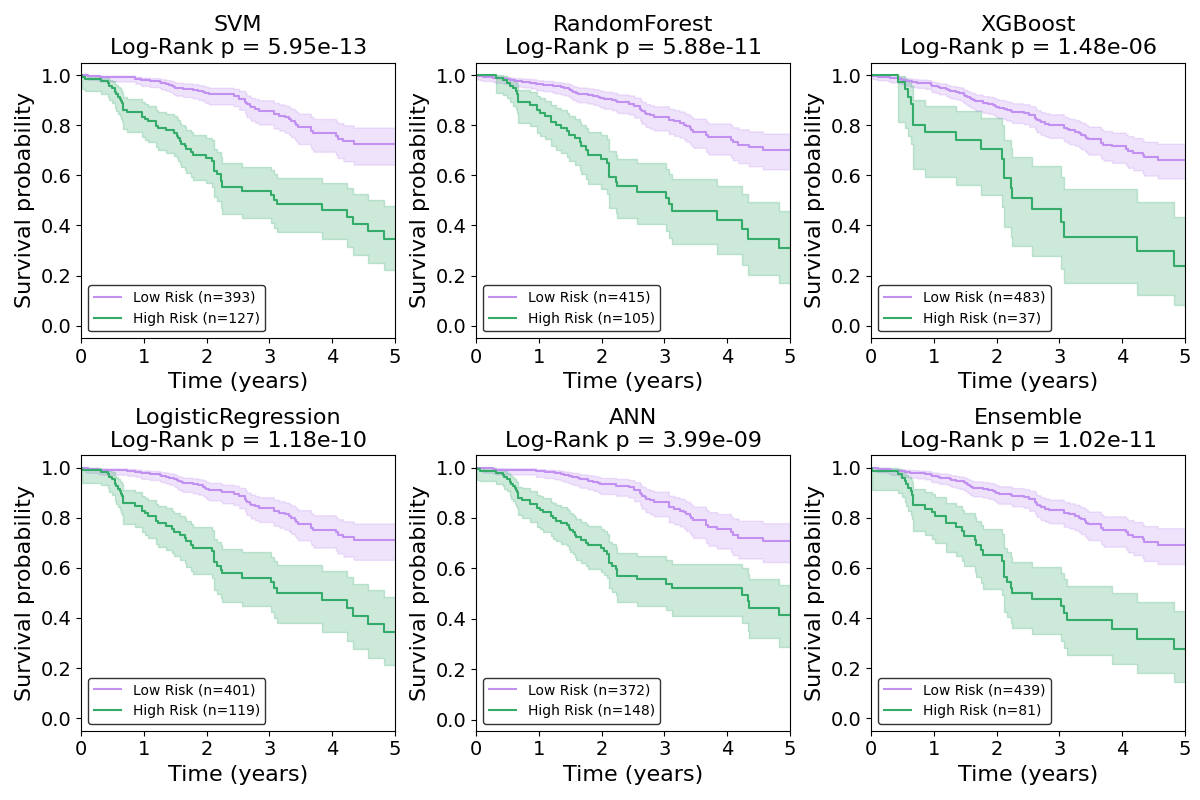 SVM
Log-Rank p = 5.95e-13
Survival probability
1.0
0.8
0.6
0.4
0.2
0.0
Low Risk (n=393)
High Risk (n=127)
0 1 2 3 4 5
Time (years)
RandomForest
Log-Rank p = 5.88e-11
Survival probability
1.0
0.8
0.6
0.4
0.2
0.0
Low Risk (n=415)
High Risk (n=105)
0 1 2 3 4 5
Time (years)
XGBoost
Log-Rank p = 1.48e-06
Survival probability
1.0
0.8
0.6
0.4
0.2
0.0
Low Risk (n=483)
High Risk (n=37)
0 1 2 3 4 5
Time (years)
LogisticRegression
Log-Rank p = 1.18e-10
Survival probability
1.0
0.8
0.6
0.4
0.2
0.0
Low Risk (n=401)
High Risk (n=119)
0 1 2 3 4 5
Time (years)
ANN
Log-Rank p = 3.99e-09
Survival probability
1.0
0.8
0.6
0.4
0.2
0.0
Low Risk (n=372)
High Risk (n=148)
0 1 2 3 4 5
Time (years)
Ensemble
Log-Rank p = 1.02e-11
Survival probability
1.0
0.8
0.6
0.4
0.2
0.0
Low Risk (n=439)
High Risk (n=81)
0 1 2 3 4 5
Time (years)